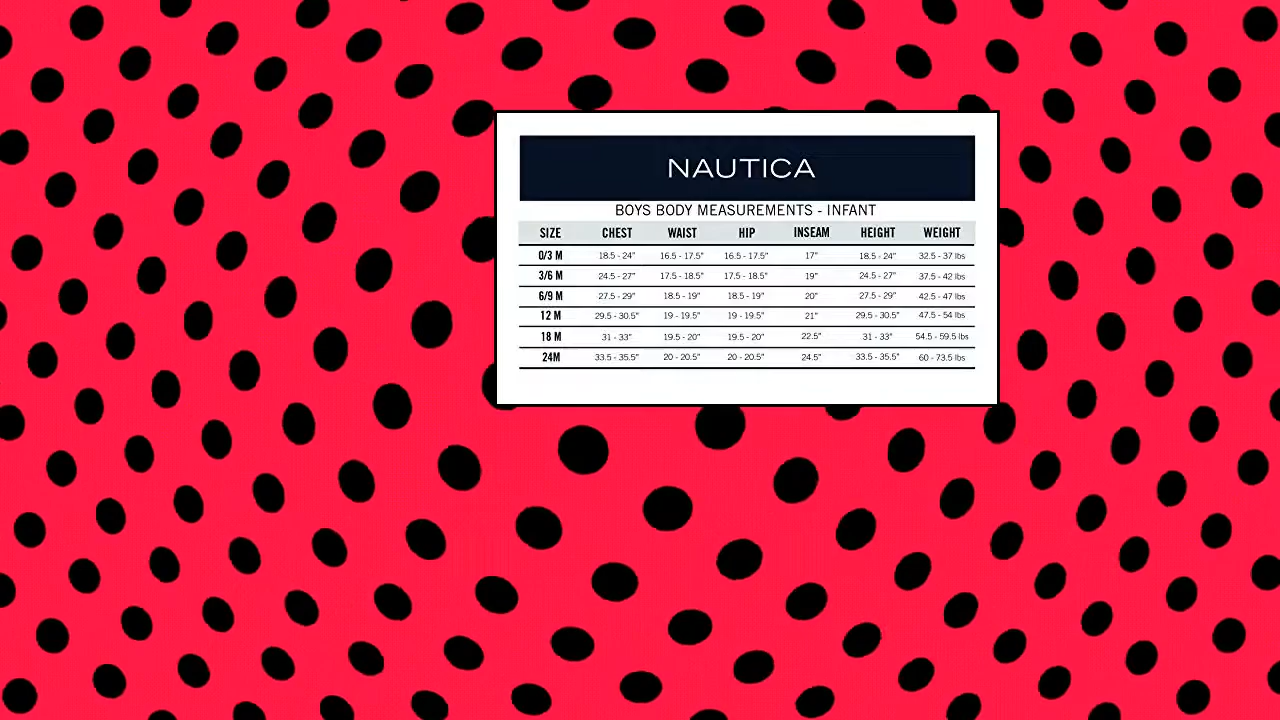 NAUTICA
BOYS BODY MEASUREMENTS - INFANT
SIZE CHEST WAIST HIP INSEAM HEIGHT WEIGHT
0/3 M 18.5 - 24" 16.5 - 17.5" 16.5 - 17.5" 17" 18.5 - 24" 32.5 - 37 lbs
3/6 M 24.5 - 27" 17.5 - 18.5" 17.5 - 18.5" 19" 24.5 - 27" 37.5 - 42 lbs
6/9 M 27.5 - 29" 18.5 - 19" 18.5 - 19" 20" 27.5 - 29" 42.5 - 47 lbs
12 M 29.5 - 30.5" 19 - 19.5" 19 - 19.5" 21" 29.5 - 30.5" 47.5 - 54 lbs
18 M 31 - 33" 19.5 - 20" 19.5 - 20" 22.5" 31 - 33" 54.5 - 59.5 lbs
24M 33.5 - 35.5" 20 - 20.5" 20 - 20.5" 24.5" 33.5 - 35.5" 60 - 73.5 lbs